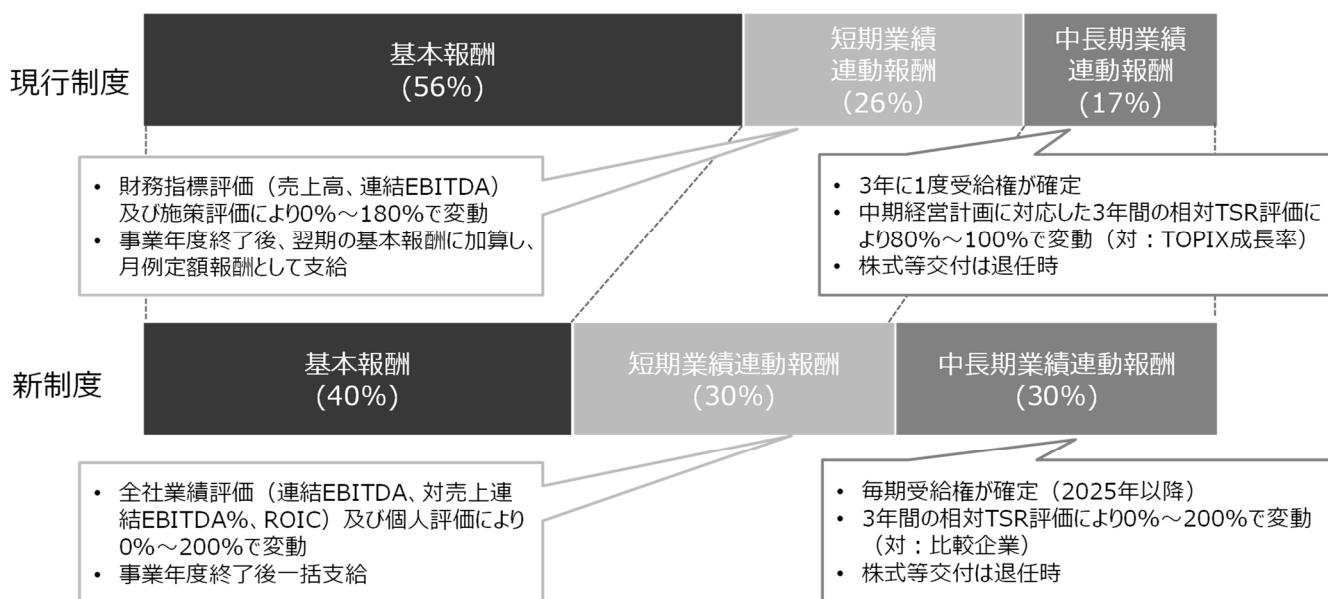 現行制度
基本報酬
(56%)
短期業績
連動報酬
（26%）
中長期業績
連動報酬
(17%)
• 財務指標評価（売上高、連結EBITDA）
及び施策評価により0%～180%で変動
• 事業年度終了後、翌期の基本報酬に加算し、
月例定額報酬として支給
• 3年に1度受給権が確定
• 中期経営計画に対応した3年間の相対TSR評価に
より80%～100%で変動（対：TOPIX成長率）
• 株式等交付は退任時
新制度
基本報酬
(40%)
短期業績連動報酬
(30%)
中長期業績連動報酬
(30%)
• 全社業績評価（連結EBITDA、対売上連
結EBITDA%、ROIC）及び個人評価により
0%～200%で変動
• 事業年度終了後一括支給
• 毎期受給権が確定（2025年以降）
• 3年間の相対TSR評価により0%～200%で変動
（対：比較企業）
• 株式等交付は退任時